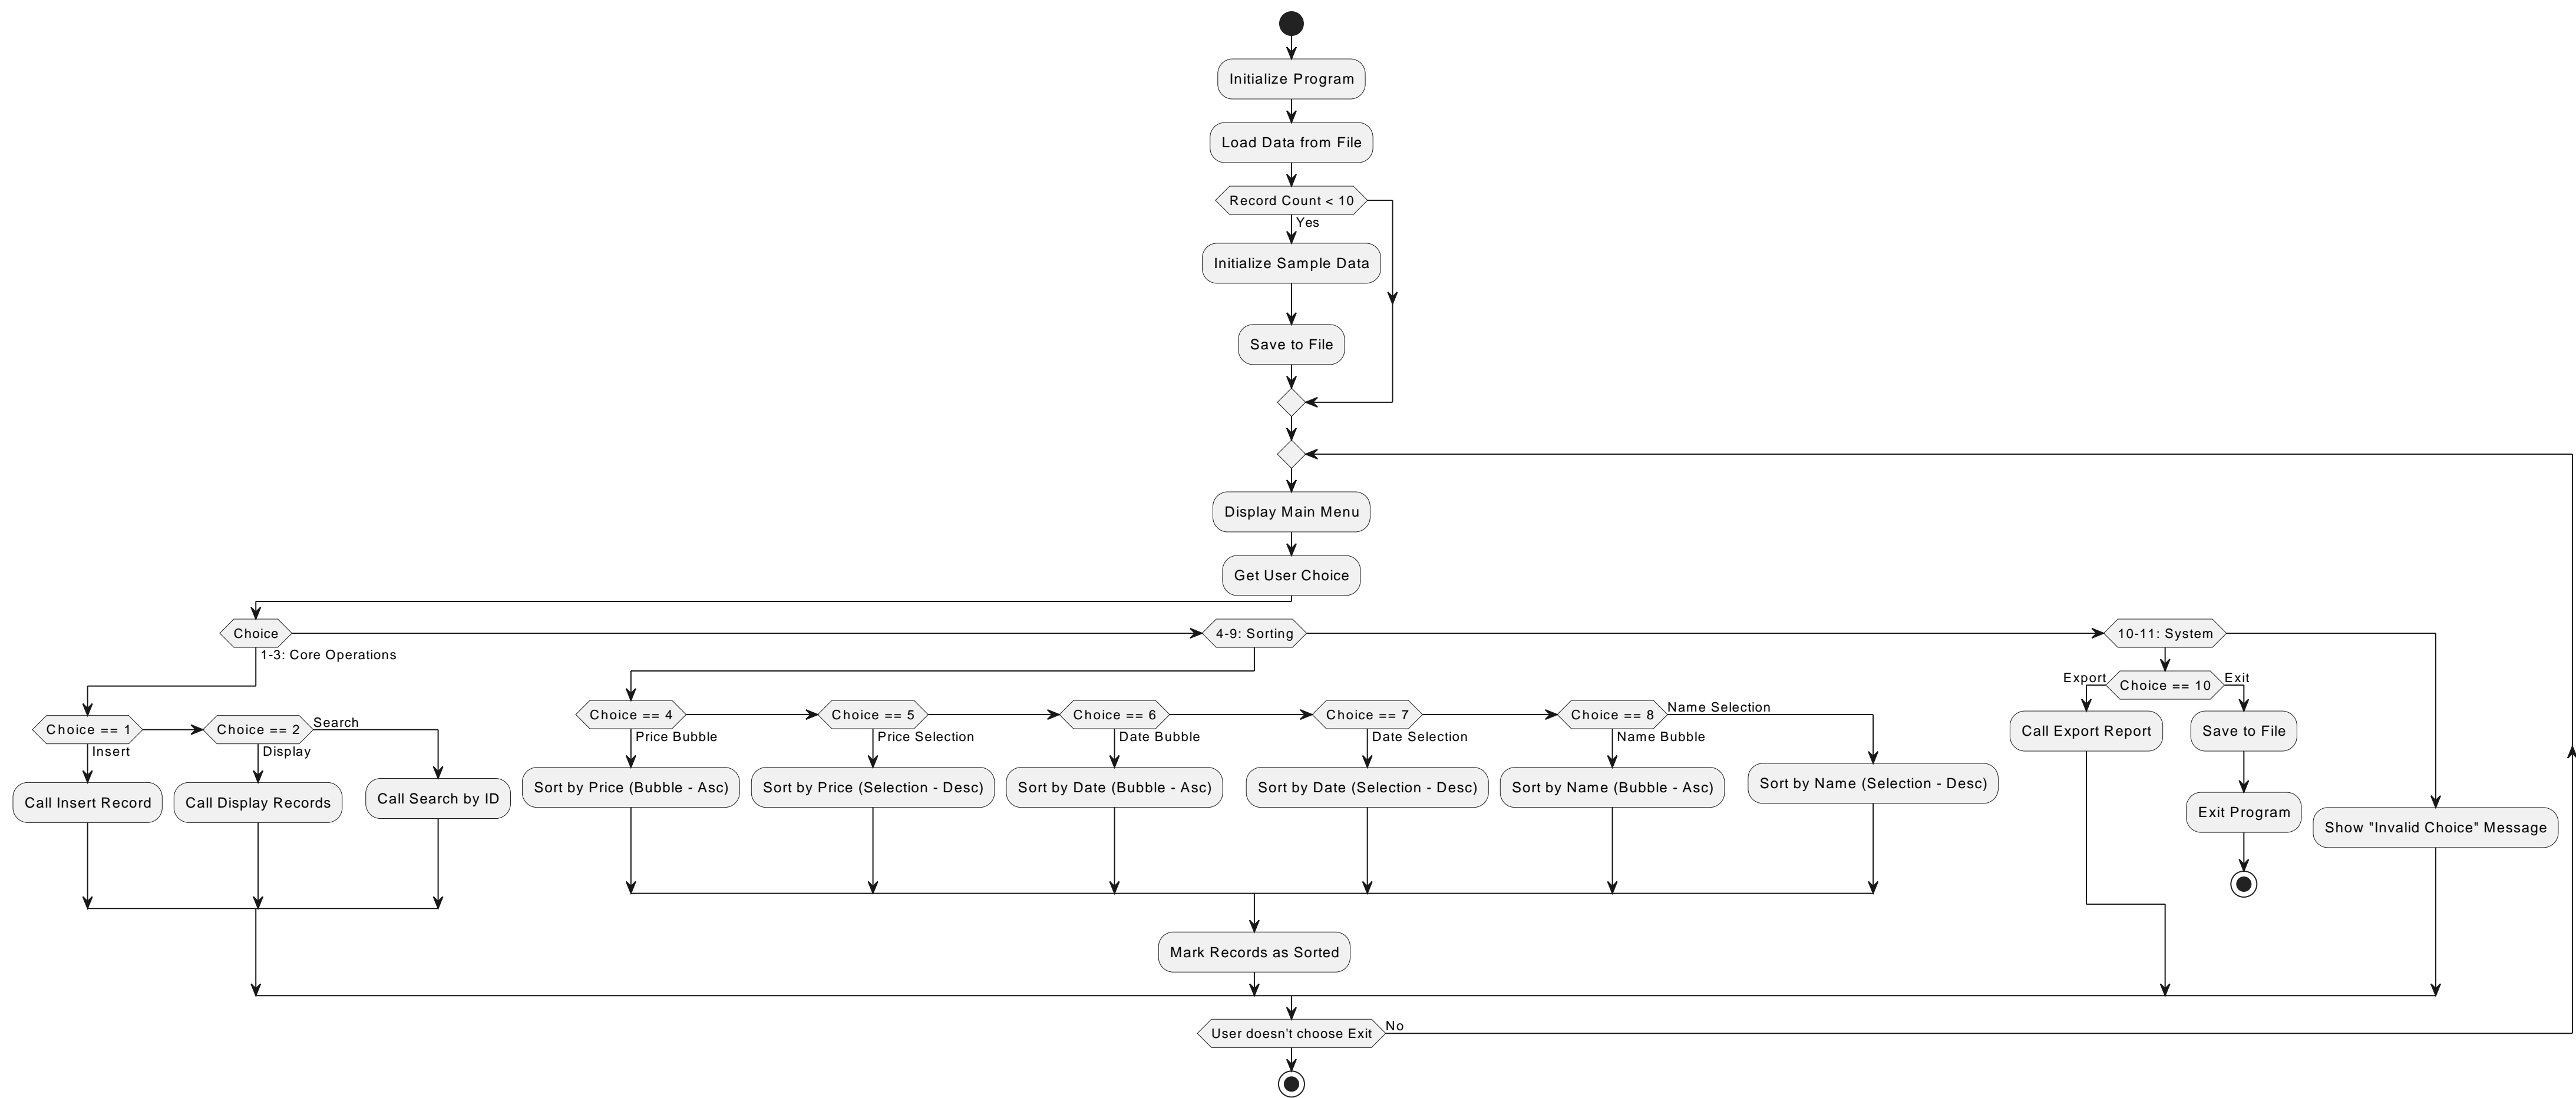 Initialize Program
Load Data from File
Record Count < 10
Yes
Initialize Sample Data
Save to File
Display Main Menu
Get User Choice
Choice
1-3: Core Operations
4-9: Sorting
10-11: System
Choice == 1
Insert
Choice == 2
Display
Search
Call Insert Record
Call Display Records
Call Search by ID
Choice == 4
Price Bubble
Choice == 5
Price Selection
Choice == 6
Date Bubble
Choice == 7
Date Selection
Choice == 8
Name Bubble
Name Selection
Sort by Price (Bubble - Asc)
Sort by Price (Selection - Desc)
Sort by Date (Bubble - Asc)
Sort by Date (Selection - Desc)
Sort by Name (Bubble - Asc)
Sort by Name (Selection - Desc)
Mark Records as Sorted
Export
Choice == 10
Exit
Call Export Report
Save to File
Exit Program
Show "Invalid Choice" Message
User doesn't choose Exit
No